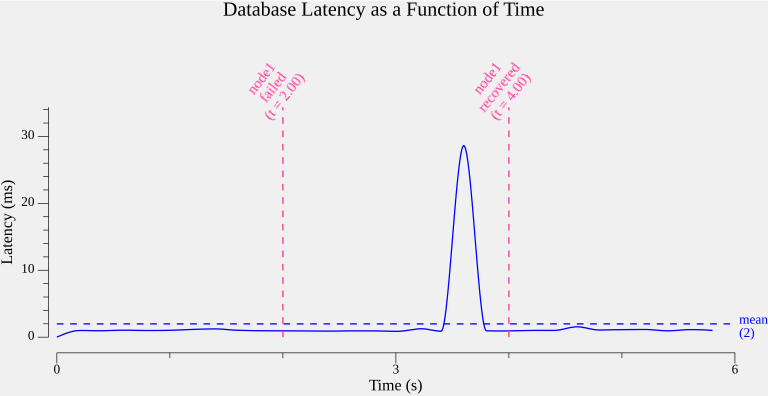 Database Latency as a Function of Time
node1
failed
(t = 2.00)
node1
recovered
(t = 4.00)
30
20
10
0
Latency (ms)
mean
(2)
0
3
6
Time (s)